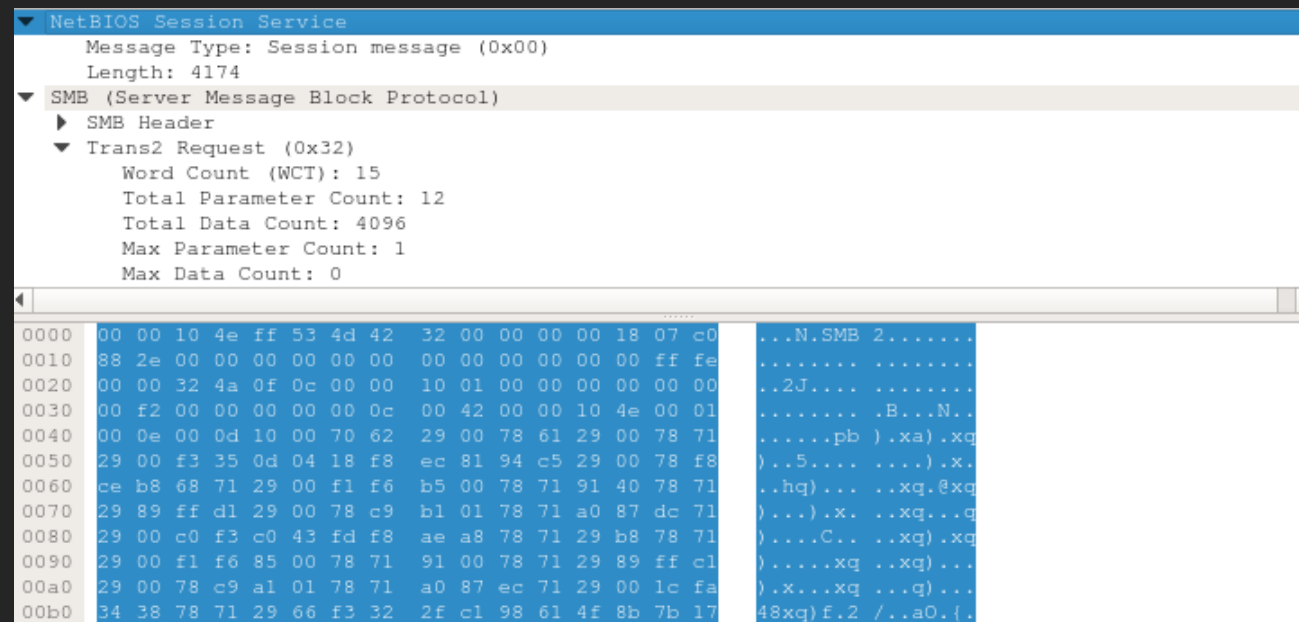 NetBIOS Session Service
Message Type: Session message (0x00)
Length: 4174
SMB (Server Message Block Protocol)
SMB Header
Trans2 Request (0x32)
Word Count (WCT): 15
Total Parameter Count: 12
Total Data Count: 4096
Max Parameter Count: 1
Max Data Count: 0
0000 00 00 10 4e ff 53 4d 42 32 00 00 00 00 18 07 c0 ...N.SMB 2.......
0010 88 2e 00 00 00 00 00 00 00 00 00 00 00 00 ff fe ........ ........
0020 00 00 32 4a 0f 0c 00 00 10 01 00 00 00 00 00 00 ..2J.... ........
0030 00 f2 00 00 00 00 00 0c 00 42 00 00 10 4e 00 01 ........ .B...N..
0040 00 0e 00 0d 10 00 70 62 29 00 78 61 29 00 78 71 ......pb ).xa).xq
0050 29 00 f3 35 0d 04 18 f8 ec 81 94 c5 29 00 78 f8 )..5.... ....).x.
0060 ce b8 68 71 29 00 f1 f6 b5 00 78 71 91 40 78 71 ..hq)... ..xq.@xq
0070 29 89 ff d1 29 00 78 c9 b1 01 78 71 a0 87 dc 71 )...).x. ..xq...q
0080 29 00 c0 f3 c0 43 fd f8 ae a8 78 71 29 b8 78 71 )....C.. ..xq).xq
0090 29 00 f1 f6 85 00 78 71 91 00 78 71 29 89 ff c1 ).....xq ..xq)...
00a0 29 00 78 c9 a1 01 78 71 a0 87 ec 71 29 00 1c fa ).x...xq ...q)...
00b0 34 38 78 71 29 66 f3 32 2f c1 98 61 4f 8b 7b 17 48xq)f.2 /..aO.{.